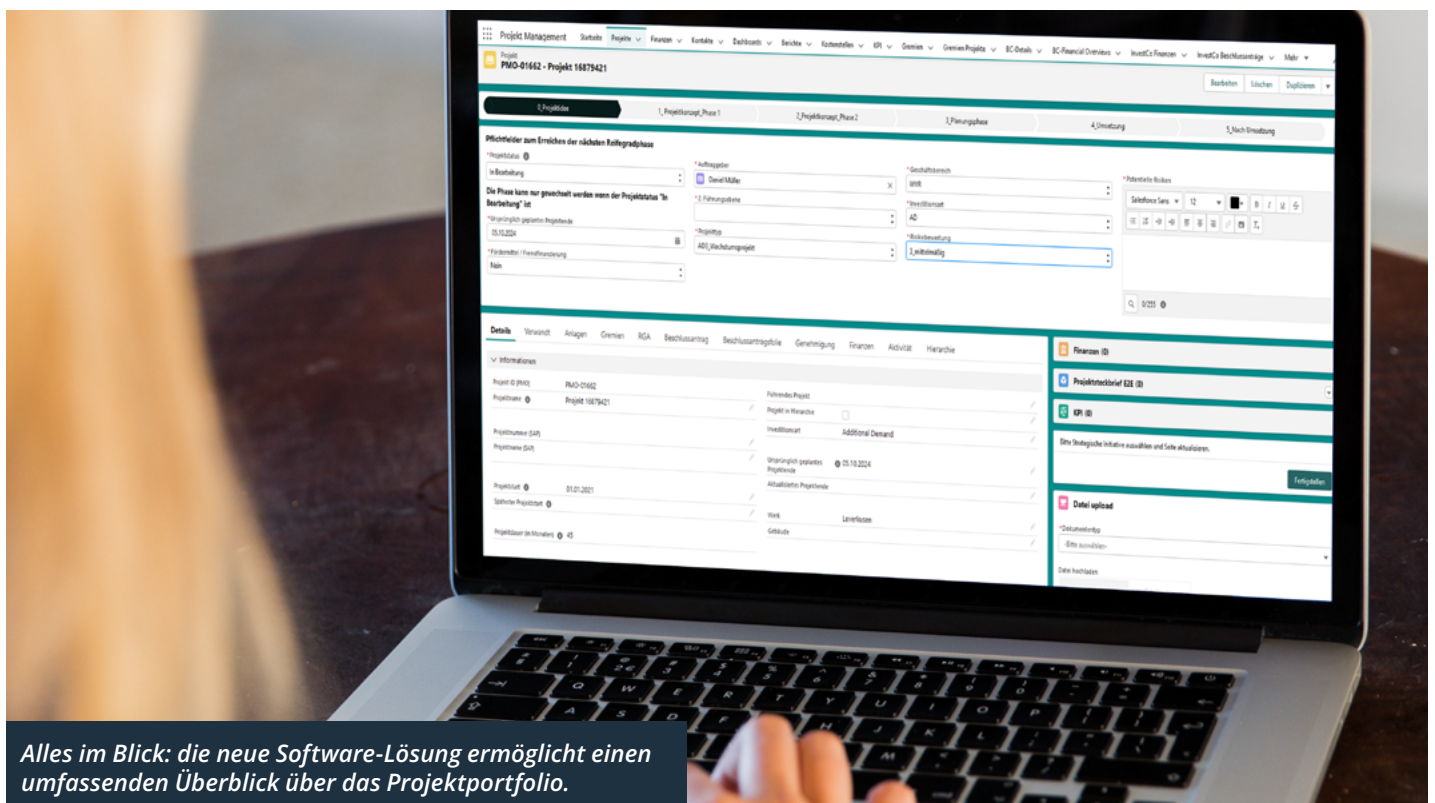 Projekt Management Startseite Projekte Finanzen Kontakte Dashboards Berichte Kostenstellen KPI Gremien Gremien Projekte BC-Details BC-Financial Overviews InvestCo Finanzen InvestCo Beschlussanträge Mehr
Projekt
PMO-01662 - Projekt 16879421
Bearbeiten Löschen Duplizieren
0_Projektidee 1_Projektkonzept_Phase 1 2_Projektkonzept_Phase 2 3_Planungsphase 4_Umsetzung 5_Nach Umsetzung
Pflichtfelder zum Erreichen der nächsten Reifegradphase
*Projektstatus
In Bearbeitung
Die Phase kann nur gewechselt werden wenn der Projektstatus "In
Bearbeitung" ist
*Ursprünglich geplantes Projektende
05.10.2024
*Fördermittel / Fremdfinanzierung
Nein
*Auftraggeber
Daniel Müller
*2. Führungsebene
*Projekttyp
AD3_Wachstumsprojekt
*Geschäftsbereich
*Investitionsart
AD
*Risikobewertung
3_mittelmäßig
*Potentielle Risiken
Salesforce Sans 12
B I U S
0/255
Details Verwandt Anlagen Gremien RGA Beschlussantrag Beschlussantragsfolie Genehmigung Finanzen Aktivität Hierarchie
Informationen
Projekt ID (PMO) PMO-01662
Projektname Projekt 16879421
Projektnummer (SAP)
Projektname (SAP)
Projektstart 01.01.2021
Spätester Projektstart
Projektdauer (in Monaten) 45
Führendes Projekt
Projekt in Hierarchie
Investitionsart Additional Demand
Ursprünglich geplantes
Projektende 05.10.2024
Aktualisiertes Projektende
Werk Leverkusen
Gebäude
Finanzen (0)
Projektsteckbrief E2E (0)
KPI (0)
Bitte Strategische Initiative auswählen und Seite aktualisieren.
Fertigstellen
Datei upload
*Dokumententyp
-Bitte auswählen-
Datei hochladen
Alles im Blick: die neue Software-Lösung ermöglicht einen
umfassenden Überblick über das Projektportfolio.